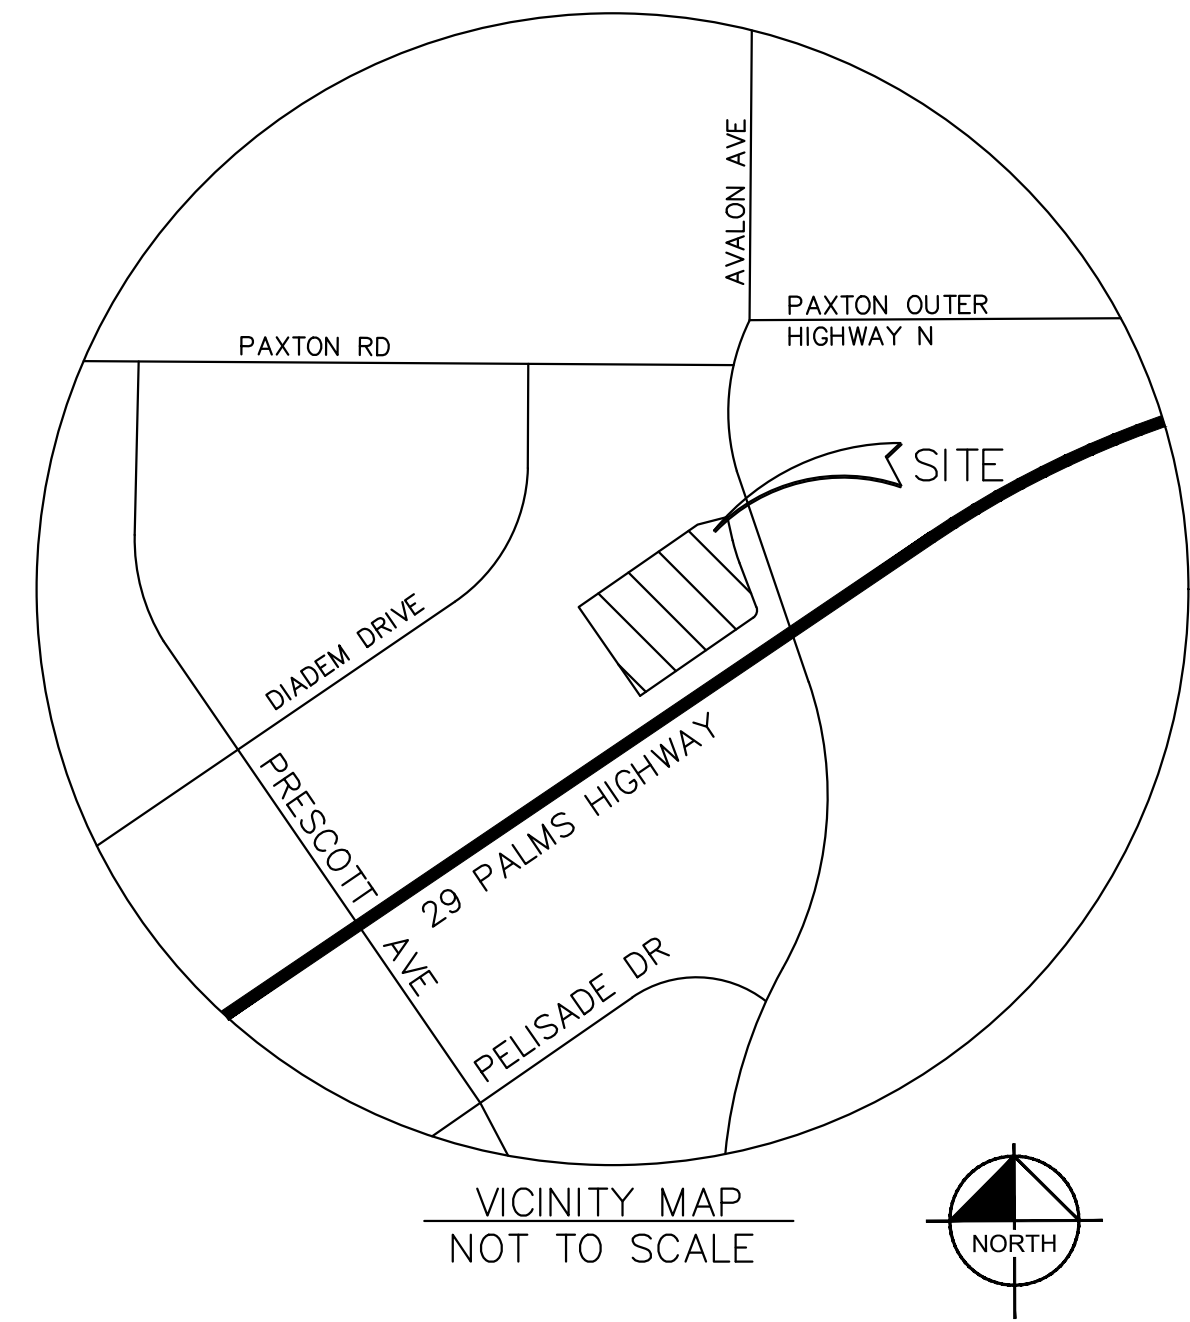 AVALON AVE
PAXTON OUTER
HIGHWAY N
PAXTON RD
SITE
DIADEM DRIVE
29 PALMS HIGHWAY
PRESCOTT AVE
PELISADE DR
VICINITY MAP
NOT TO SCALE
NORTH